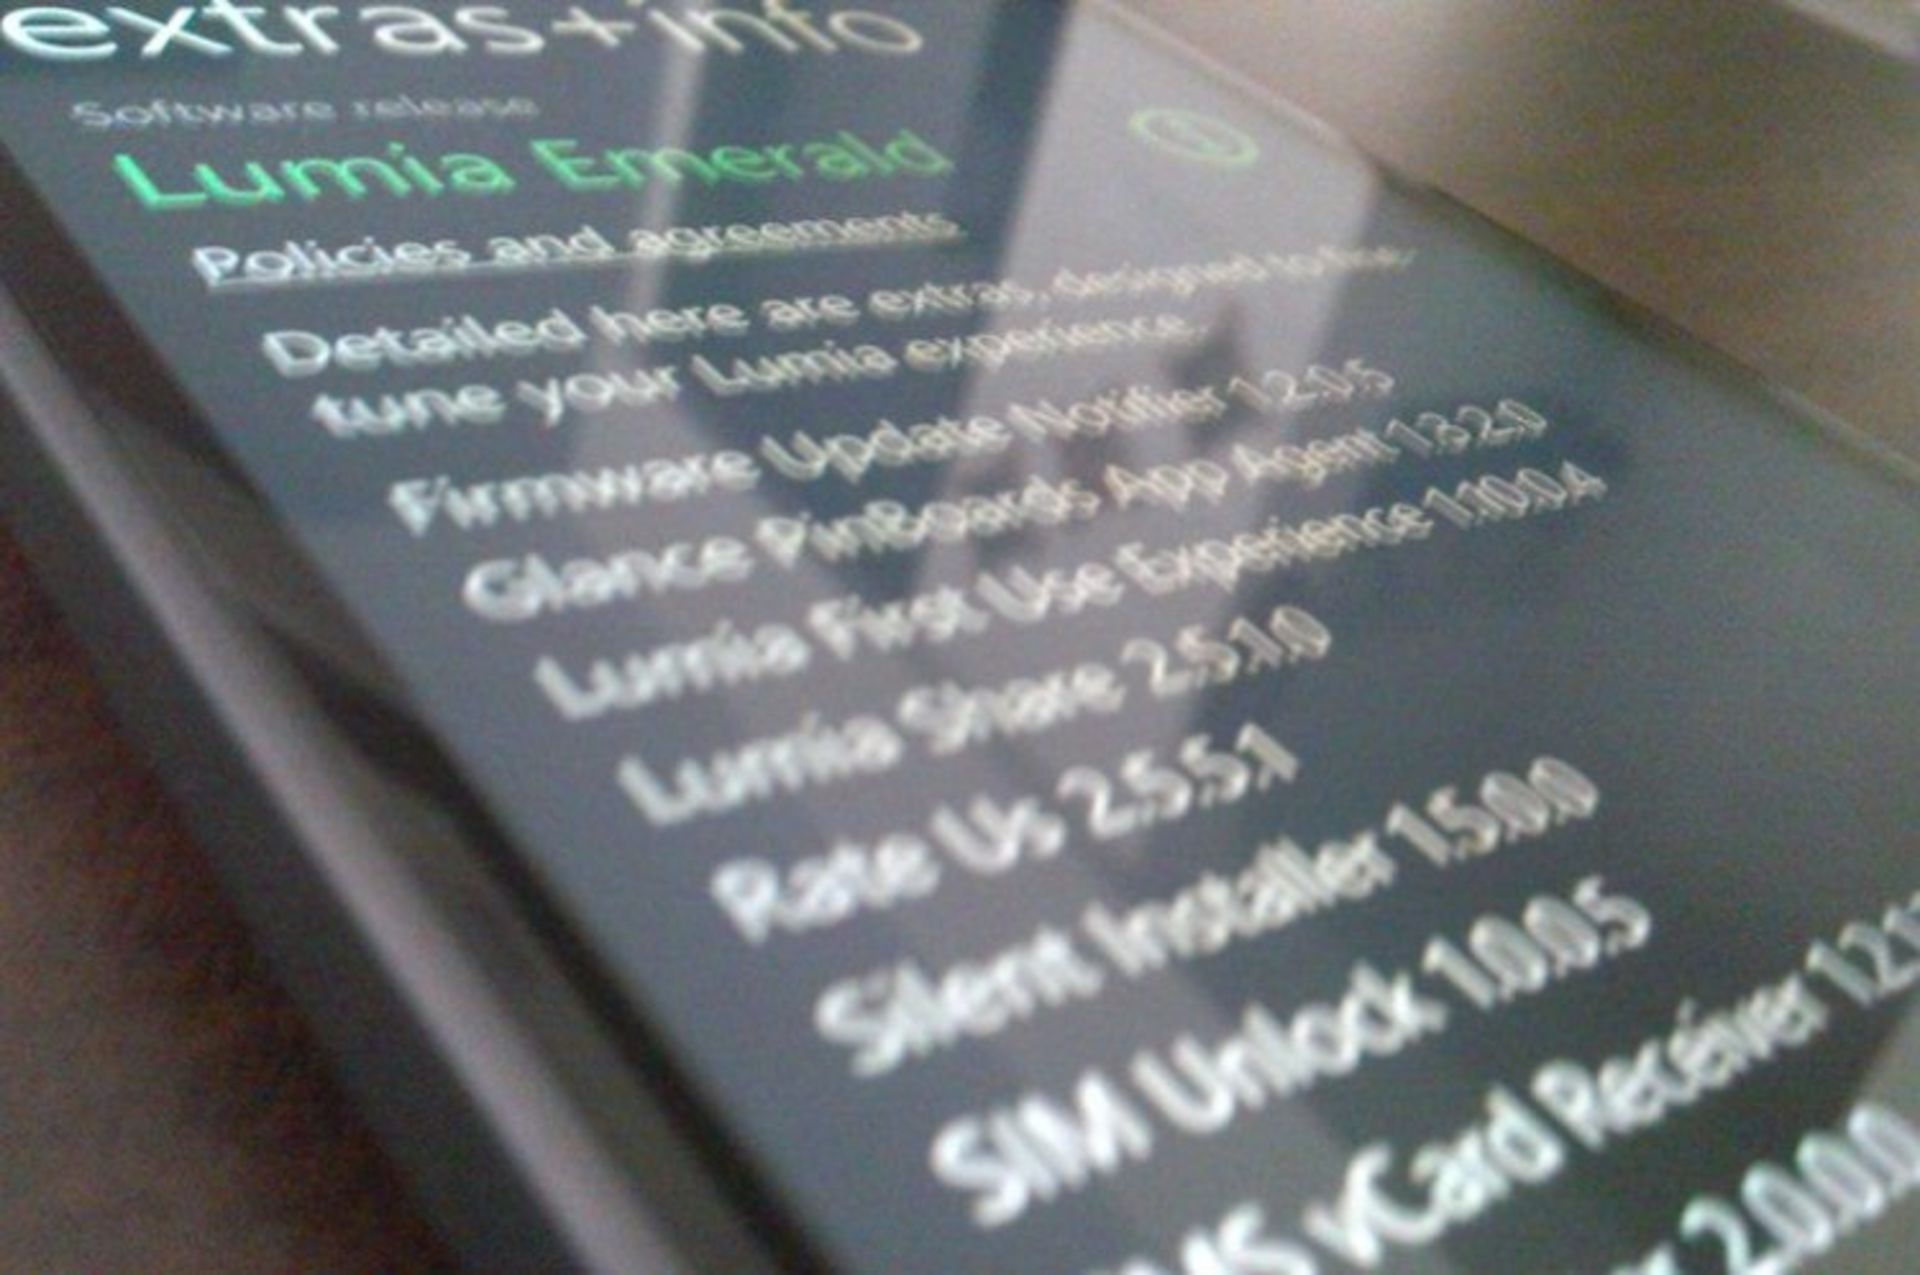 extras+info
Software release
Lumia Emerald
Policies and agreements
Detailed here are extras, designed to fine-
tune your Lumia experience.
Firmware Update Notifier 1.2.0.5
Glance PinBoards App Agent 1.3.2.0
Lumia First Use Experience 1.10.0.4
Lumia Share 2.5.1.0
Rate Us 2.5.5.1
Silent Installer 1.5.0.0
SIM Unlock 1.0.0.5
vCard Receiver
2.0.0.0